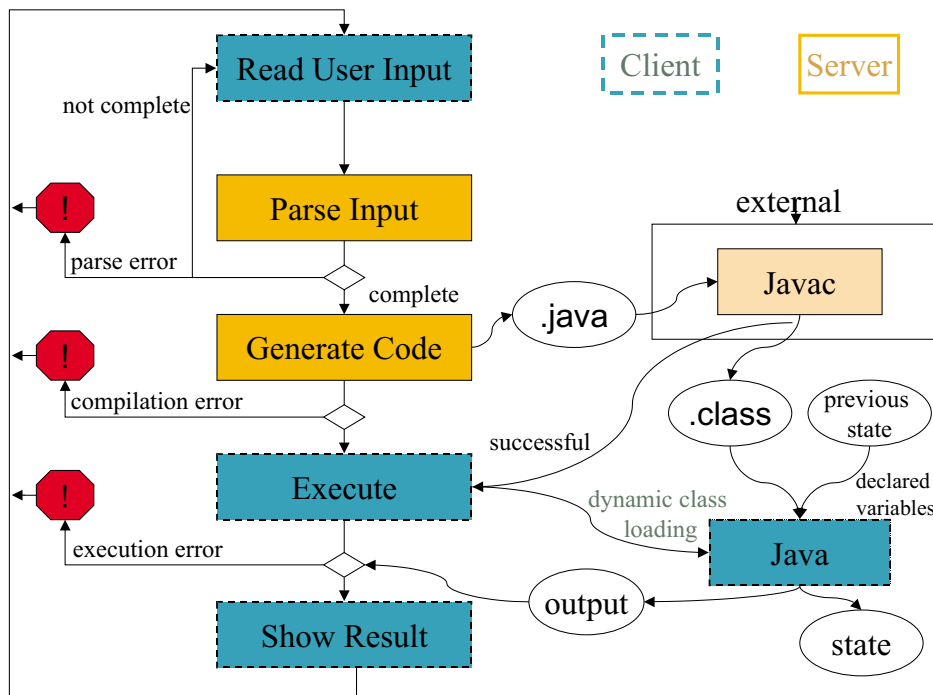 Read User Input
Client
Server
not complete
!
Parse Input
external
parse error
Javac
complete
.java
Generate Code
!
compilation error
.class
previous
state
successful
Execute
declared
variables
!
dynamic class
loading
execution error
Java
output
Show Result
state